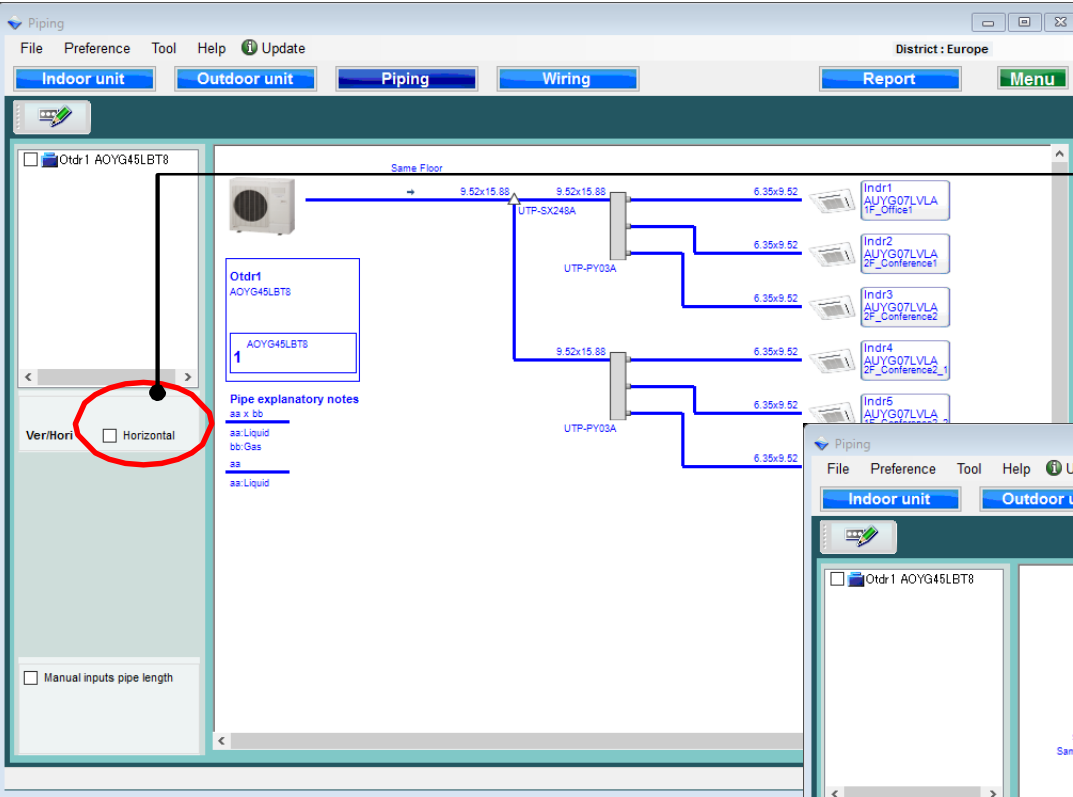 Piping
File Preference Tool Help Update
District : Europe
Indoor unit Outdoor unit Piping Wiring Report Menu
Otdr1 AOYG45LBT8
Same Floor
9.52x15.88 9.52x15.88 6.35x9.52
UTP-SX248A
Indr1
AUYG07LVLA
1F_Office1
6.35x9.52
Indr2
AUYG07LVLA
2F_Conference1
UTP-PY03A
6.35x9.52
Indr3
AUYG07LVLA
2F_Conference2
Otdr1
AOYG45LBT8
AOYG45LBT8
1
9.52x15.88 6.35x9.52
Indr4
AUYG07LVLA
2F_Conference2_1
6.35x9.52
Indr5
AUYG07LVLA
UTP-PY03A
6.35x9.52
Pipe explanatory notes
aa x bb
aa:Liquid
bb:Gas
aa
aa:Liquid
Ver/Hori Horizontal
Manual inputs pipe length
Piping
File Preference Tool Help U
Indoor unit Outdoor u
Otdr1 AOYG45LBT8